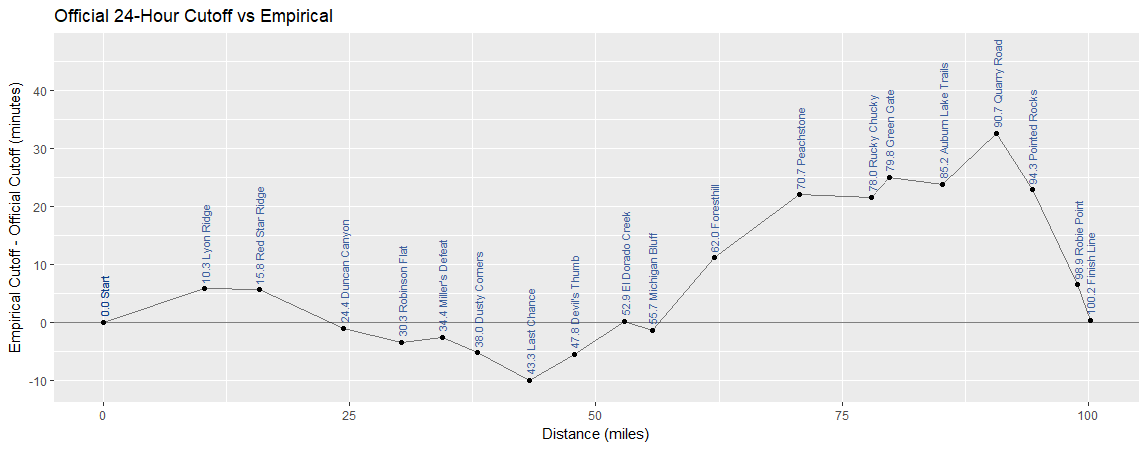 Official 24-Hour Cutoff vs Empirical
Empirical Cutoff - Official Cutoff (minutes)
40
30
20
10
0
-10
0.0 Start
10.3 Lyon Ridge
15.8 Red Star Ridge
24.4 Duncan Canyon
30.3 Robinson Flat
34.4 Miller's Defeat
38.0 Dusty Corners
43.3 Last Chance
47.8 Devil's Thumb
52.9 El Dorado Creek
55.7 Michigan Bluff
62.0 Foresthill
70.7 Peachstone
78.0 Rucky Chucky
79.8 Green Gate
85.2 Auburn Lake Trails
90.7 Quarry Road
94.3 Pointed Rocks
98.9 Robie Point
100.2 Finish Line
0
25
50
75
100
Distance (miles)